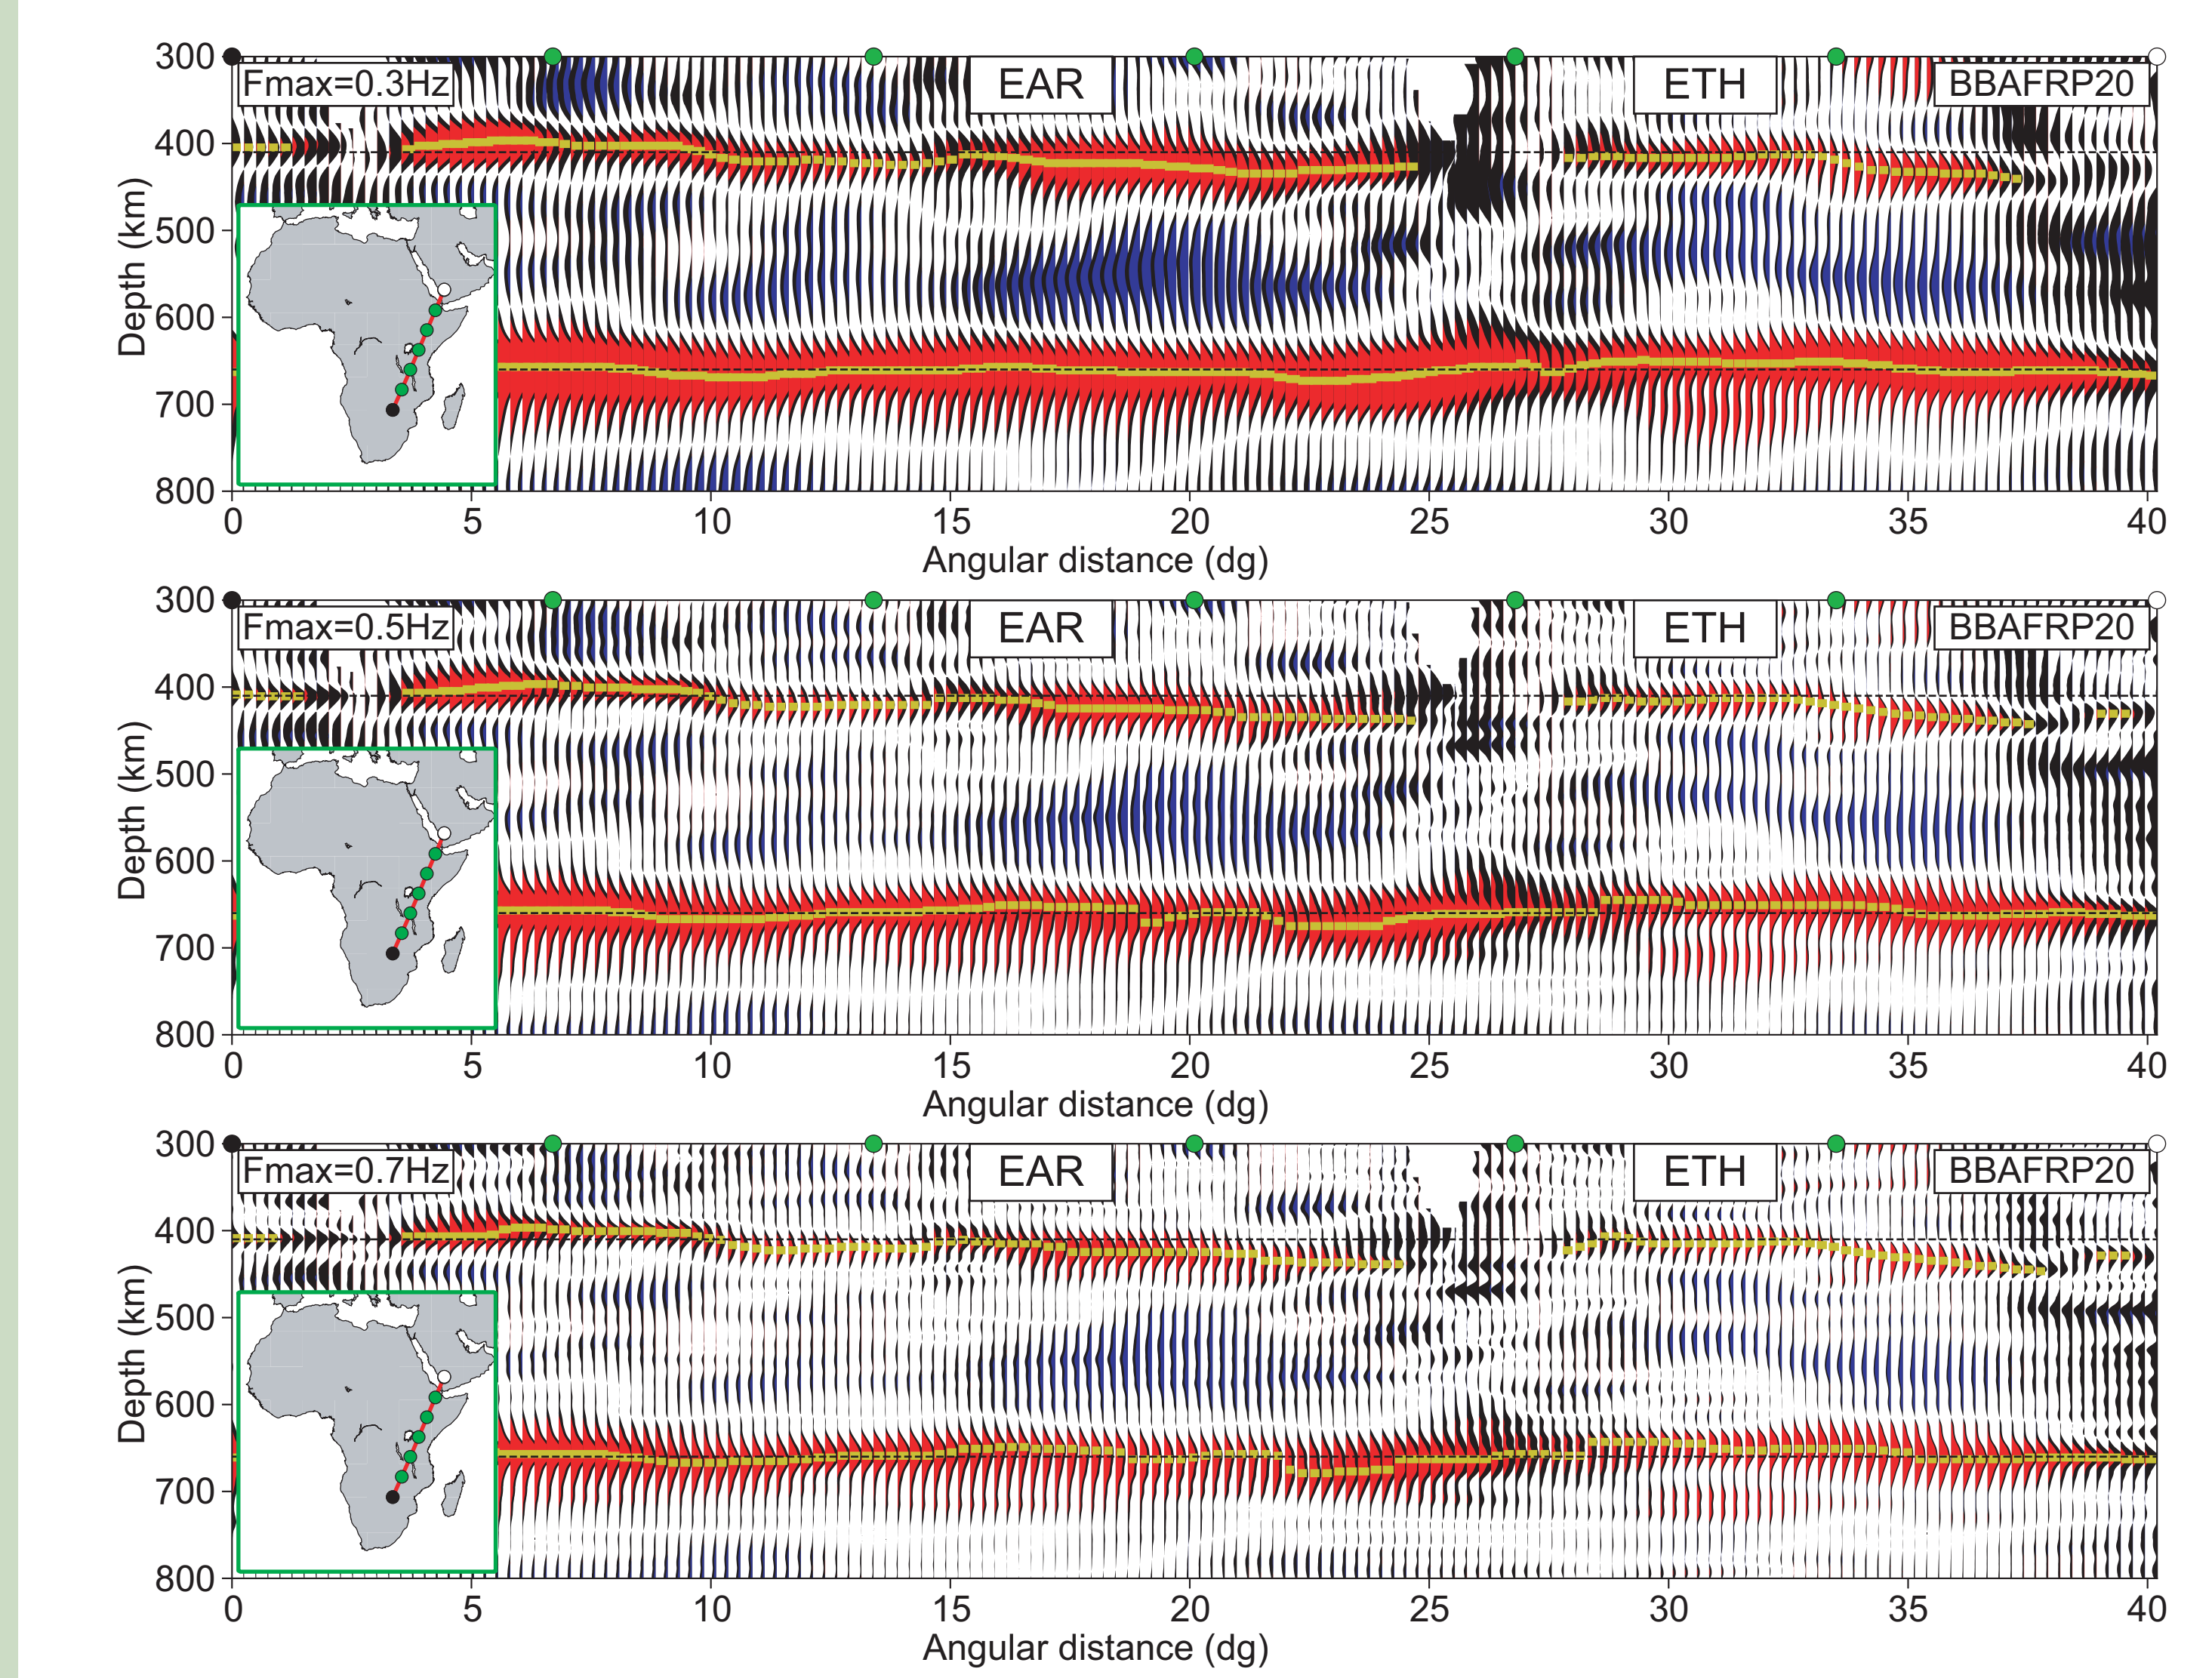 300
Fmax=0.3Hz
EAR
ETH
BBAFRP20
400
500
600
700
800
Depth (km)
0 5 10 15 20 25 30 35 40
Angular distance (dg)
300
Fmax=0.5Hz
EAR
ETH
BBAFRP20
400
500
600
700
800
Depth (km)
0 5 10 15 20 25 30 35 40
Angular distance (dg)
300
Fmax=0.7Hz
EAR
ETH
BBAFRP20
400
500
600
700
800
Depth (km)
0 5 10 15 20 25 30 35 40
Angular distance (dg)